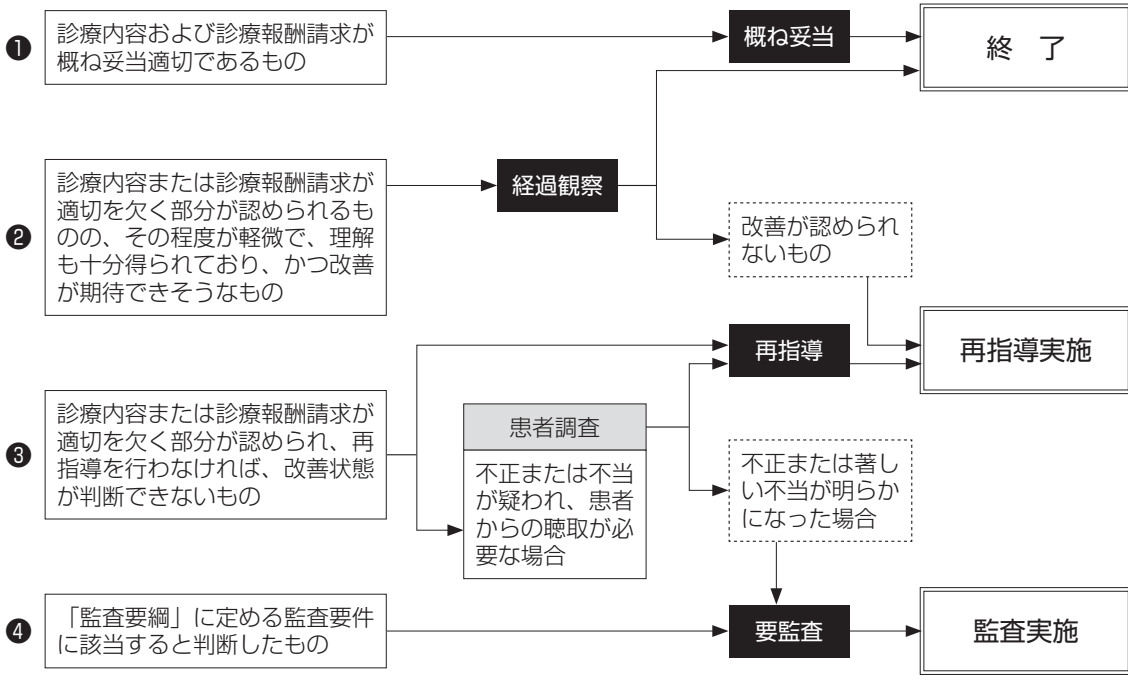 ❶
診療内容および診療報酬請求が
概ね妥当適切であるもの
概ね妥当
終　了
❷
診療内容または診療報酬請求が
適切を欠く部分が認められるも
のの、その程度が軽微で、理解
も十分得られており、かつ改善
が期待できそうなもの
経過観察
改善が認められ
ないもの
❸
診療内容または診療報酬請求が
適切を欠く部分が認められ、再
指導を行わなければ、改善状態
が判断できないもの
患者調査
不正または不当
が疑われ、患者
からの聴取が必
要な場合
再指導
再指導実施
不正または著し
い不当が明らか
になった場合
❹
「監査要綱」に定める監査要件
に該当すると判断したもの
要監査
監査実施